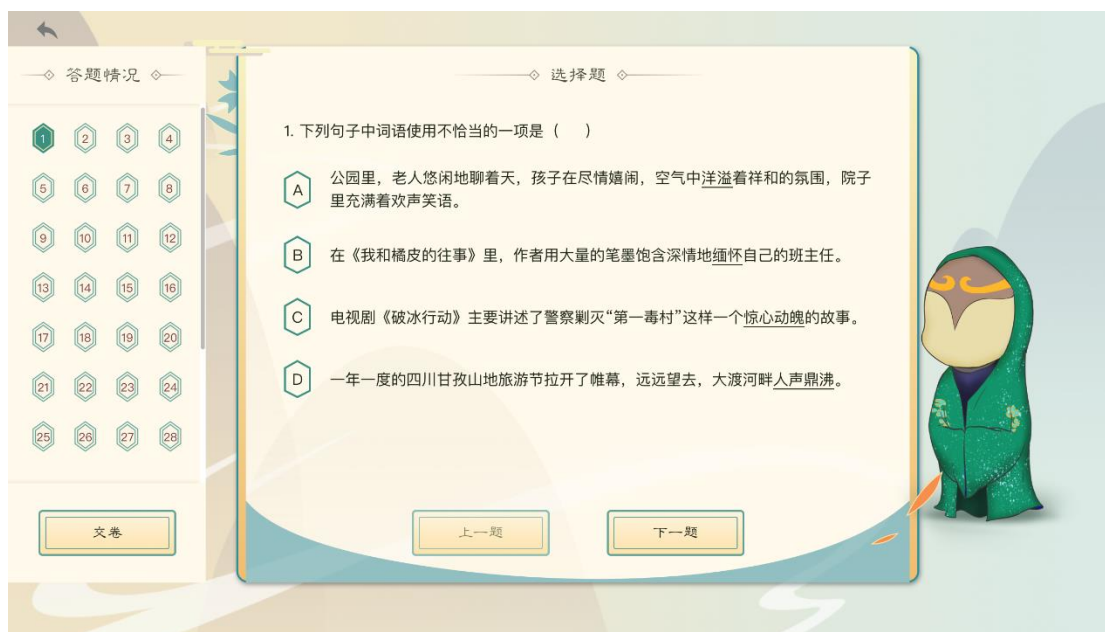 答题情况
1 2 3 4
5 6 7 8
9 10 11 12
13 14 15 16
17 18 19 20
21 22 23 24
25 26 27 28
交卷
选择题
1. 下列句子中词语使用不恰当的一项是（ ）
A 公园里，老人悠闲地聊着天，孩子在尽情嬉闹，空气中洋溢着祥和的氛围，院子
里充满着欢声笑语。
B 在《我和橘皮的往事》里，作者用大量的笔墨饱含深情地缅怀自己的班主任。
C 电视剧《破冰行动》主要讲述了警察剿灭“第一毒村”这样一个惊心动魄的故事。
D 一年一度的四川甘孜山地旅游节拉开了帷幕，远远望去，大渡河畔人声鼎沸。
上一题
下一题